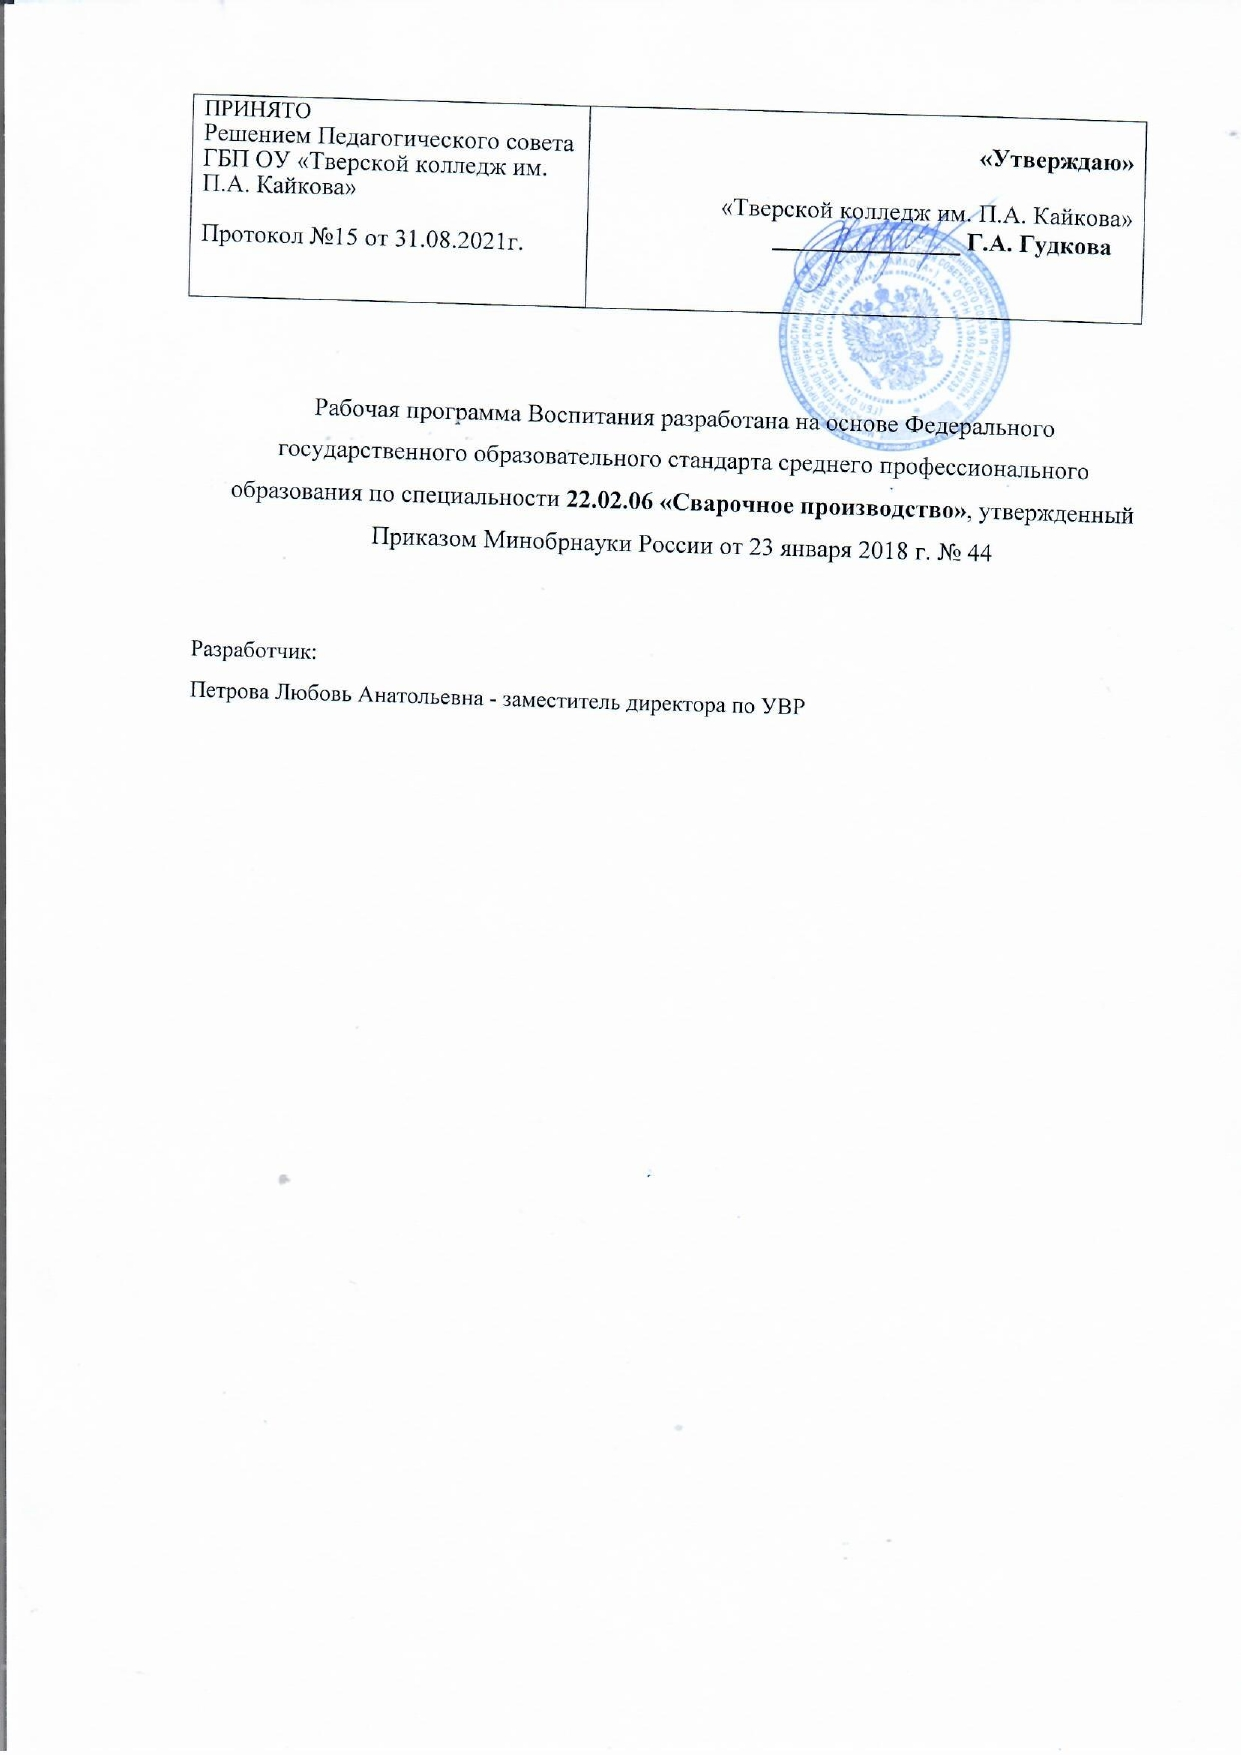 ПРИНЯТО
Решением Педагогического совета
ГБП ОУ «Тверской колледж им.
П.А. Кайкова»
Протокол №15 от 31.08.2021г.
«Утверждаю»
«Тверской колледж им. П.А. Кайкова»
Г.А. Гудкова
Рабочая программа Воспитания разработана на основе Федерального
государственного образовательного стандарта среднего профессионального
образования по специальности 22.02.06 «Сварочное производство», утвержденный
Приказом Минобрнауки России от 23 января 2018 г. № 44
Разработчик:
Петрова Любовь Анатольевна - заместитель директора по УВР